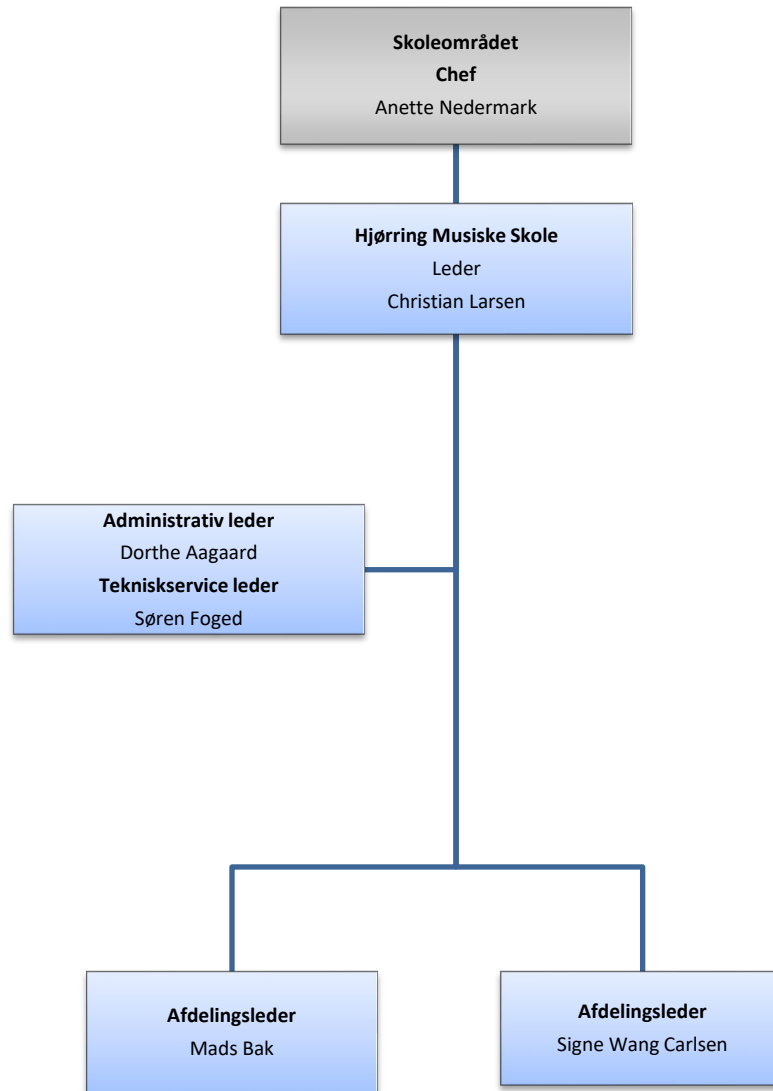 Skoleområdet
Chef
Anette Nedermark
Hjørring Musiske Skole
Leder
Christian Larsen
Administrativ leder
Dorthe Aagaard
Tekniskservice leder
Søren Foged
Afdelingsleder
Mads Bak
Afdelingsleder
Signe Wang Carlsen